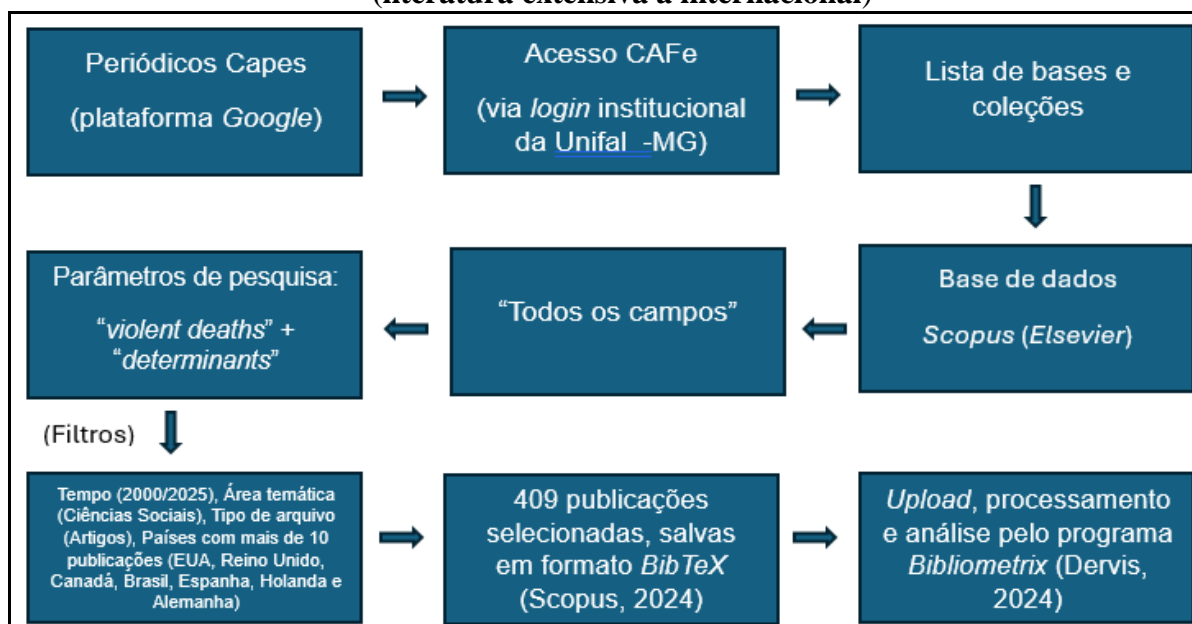 (literatura extensiva à internacional)
Periódicos Capes
(plataforma Google)
Acesso CAFe
(via login institucional
da Unifal -MG)
Lista de bases e
coleções
Base de dados
Scopus (Elsevier)
“Todos os campos”
Parâmetros de pesquisa:
“violent deaths” +
“determinants”
(Filtros)
Tempo (2000/2025), Área temática
(Ciências Sociais), Tipo de arquivo
(Artigos), Países com mais de 10
publicações (EUA, Reino Unido,
Canadá, Brasil, Espanha, Holanda e
Alemanha)
409 publicações
selecionadas, salvas
em formato BibTeX
(Scopus, 2024)
Upload, processamento
e análise pelo programa
Bibliometrix (Dervis,
2024)